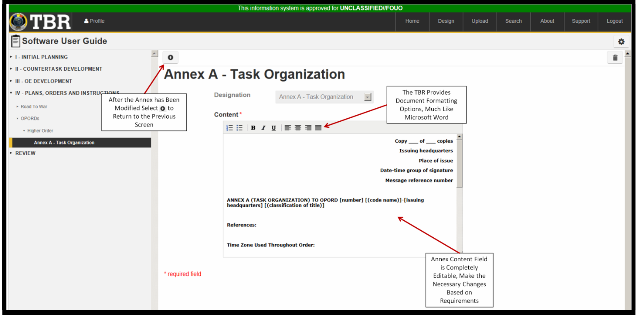 This information system is approved for UNCLASSIFIED//FOUO
TBR
Profile
Home
Design
Upload
Search
About
Support
Logout
Software User Guide
I - INITIAL PLANNING
II - COUNTERTASK DEVELOPMENT
III - OE DEVELOPMENT
IV - PLANS, ORDERS AND INSTRUCTIONS
Road to War
OPORDs
Higher Order
Annex A - Task Organization
REVIEW
Annex A - Task Organization
Designation
Annex A - Task Organization
Content *
B I U
Copy ___ of ___ copies
Issuing headquarters
Place of issue
Date-time group of signature
Message reference number
ANNEX A (TASK ORGANIZATION) TO OPORD [number] [(code name)]-[issuing
headquarters] [(classification of title)]
References:
Time Zone Used Throughout Order:
* required field
After the Annex has Been
Modified Select to
Return to the Previous
Screen
The TBR Provides
Document Formatting
Options, Much Like
Microsoft Word
Annex Content Field
is Completely
Editable, Make the
Necessary Changes
Based on
Requirements